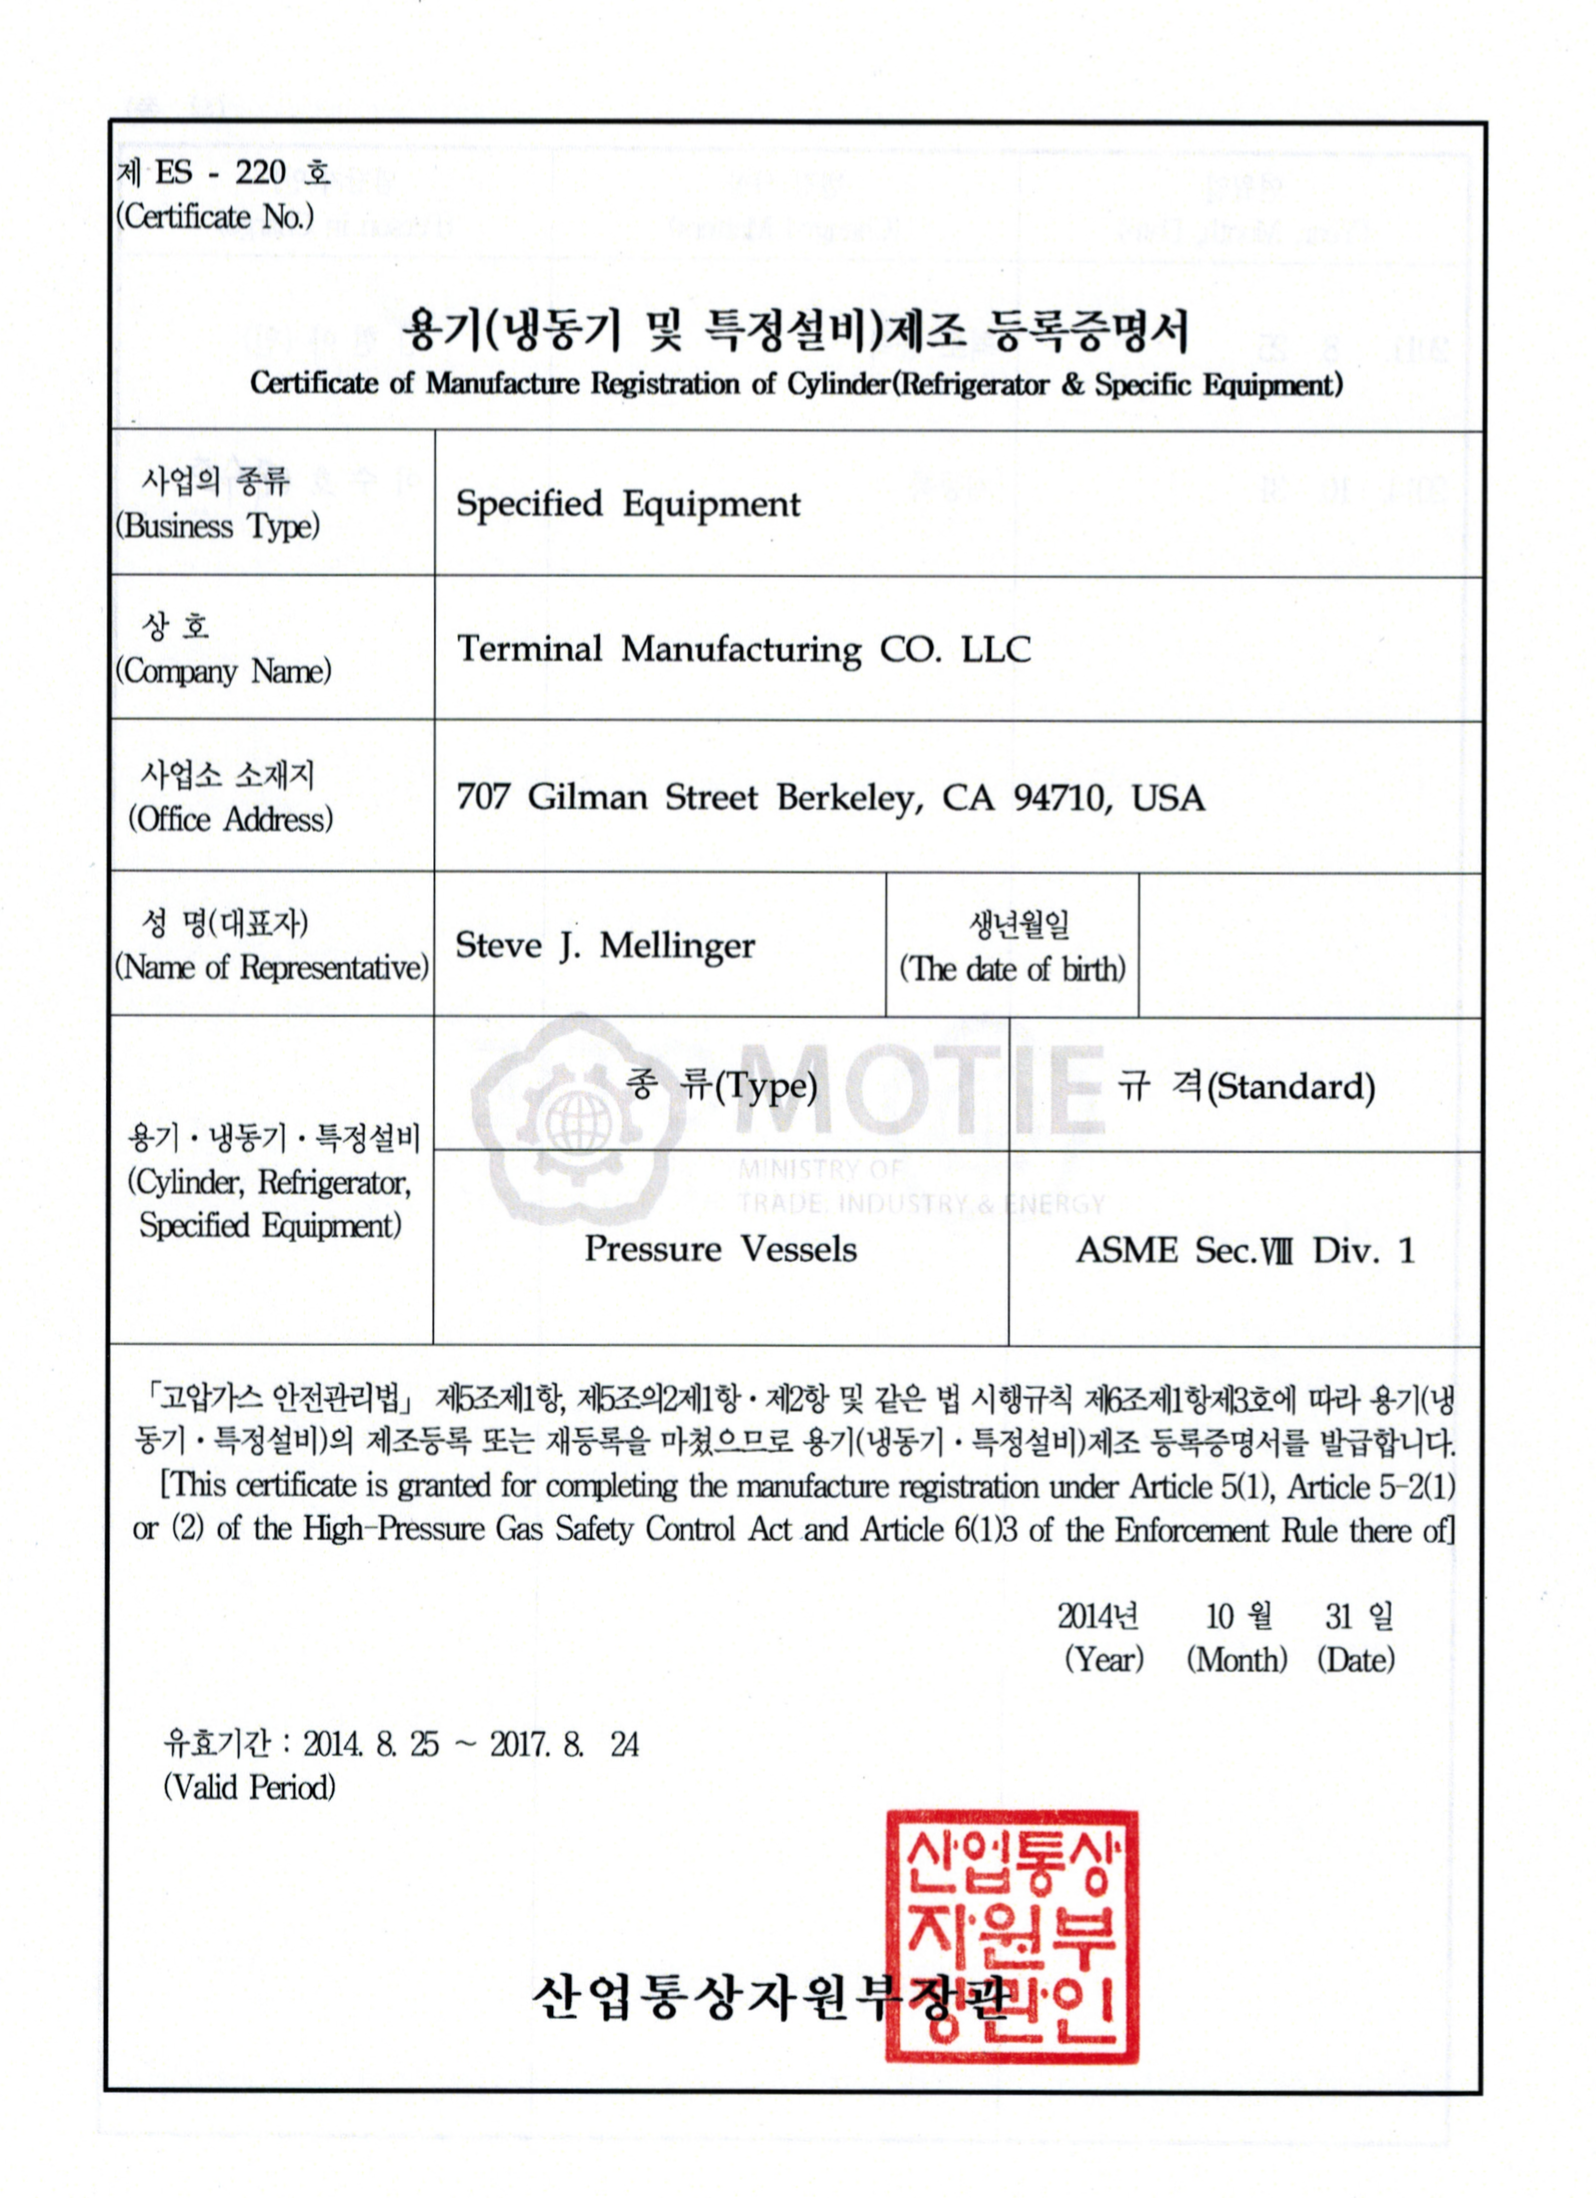 제 ES - 220 호
(Certificate No.)
용기(냉동기 및 특정설비)제조 등록증명서
Certificate of Manufacture Registration of Cylinder(Refrigerator & Specific Equipment)
사업의 종류
(Business Type)
Specified Equipment
상 호
(Company Name)
Terminal Manufacturing CO. LLC
사업소 소재지
(Office Address)
707 Gilman Street Berkeley, CA 94710, USA
성 명(대표자)
(Name of Representative)
Steve J. Mellinger
생년월일
(The date of birth)
용기·냉동기·특정설비
(Cylinder, Refrigerator,
Specified Equipment)
종 류(Type)
규 격(Standard)
MOTIE
MINISTRY OF
TRADE, INDUSTRY & ENERGY
Pressure Vessels
ASME Sec.Ⅷ Div. 1
「고압가스 안전관리법」 제5조제1항, 제5조의2제1항·제2항 및 같은 법 시행규칙 제6조제1항제3호에 따라 용기(냉
동기·특정설비)의 제조등록 또는 재등록을 마쳤으므로 용기(냉동기·특정설비)제조 등록증명서를 발급합니다.
[This certificate is granted for completing the manufacture registration under Article 5(1), Article 5-2(1)
or (2) of the High-Pressure Gas Safety Control Act and Article 6(1)3 of the Enforcement Rule there of]
2014년 10 월 31 일
(Year) (Month) (Date)
유효기간 : 2014. 8. 25 ~ 2017. 8. 24
(Valid Period)
산업통상자원부장관
산업통상
자원부
장관인